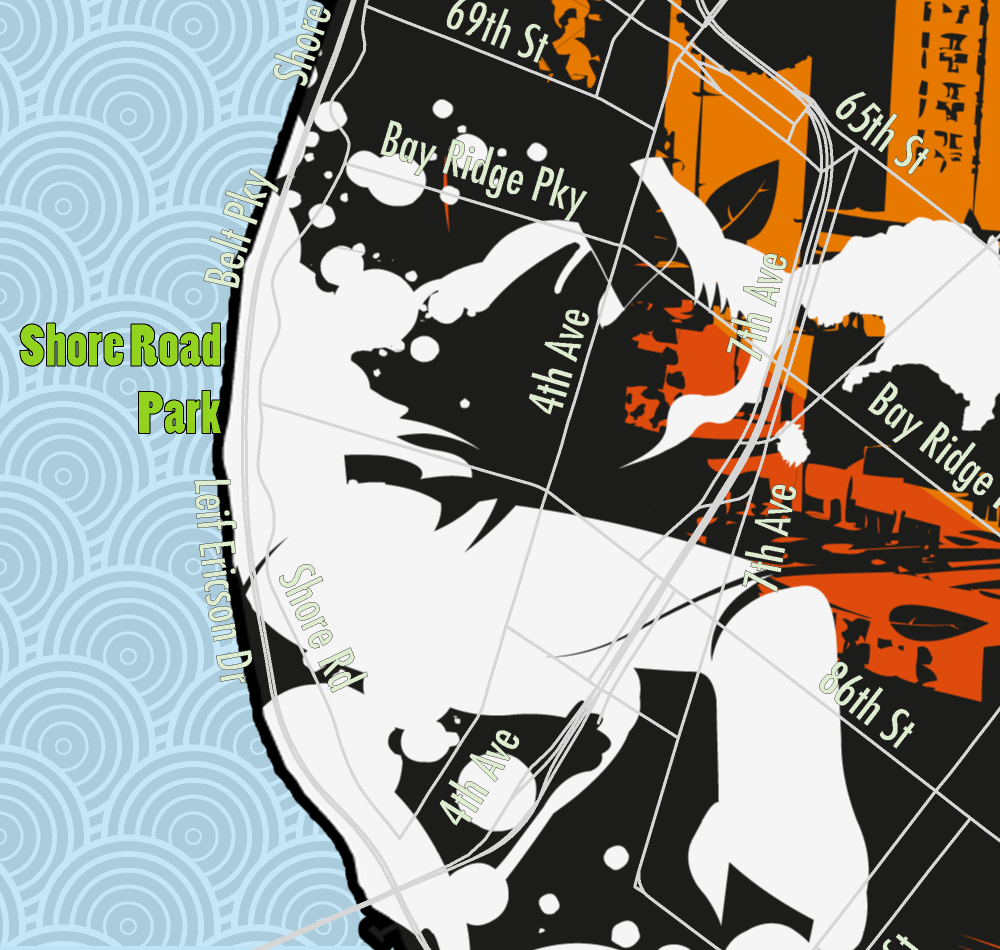 Shore
69th St
65th St
Bay Ridge Pky
Belt Pky
7th Ave
Shore Road
Park
4th Ave
Bay Ridge
Leif Ericson Dr
7th Ave
Shore Rd
86th St
4th Ave